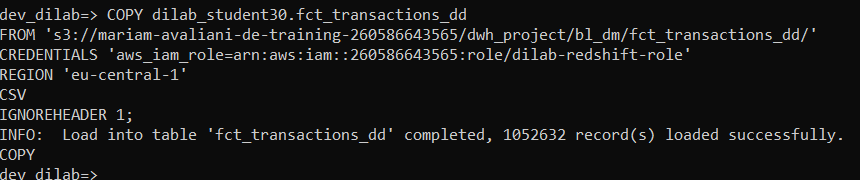 dev_dilab=> COPY dilab_student30.fct_transactions_dd
FROM 's3://mariam-avaliani-de-training-260586643565/dwh_project/bl_dm/fct_transactions_dd/'
CREDENTIALS 'aws_iam_role=arn:aws:iam::260586643565:role/dilab-redshift-role'
REGION 'eu-central-1'
CSV
IGNOREHEADER 1;
INFO:  Load into table 'fct_transactions_dd' completed, 1052632 record(s) loaded successfully.
COPY
dev_dilab=>